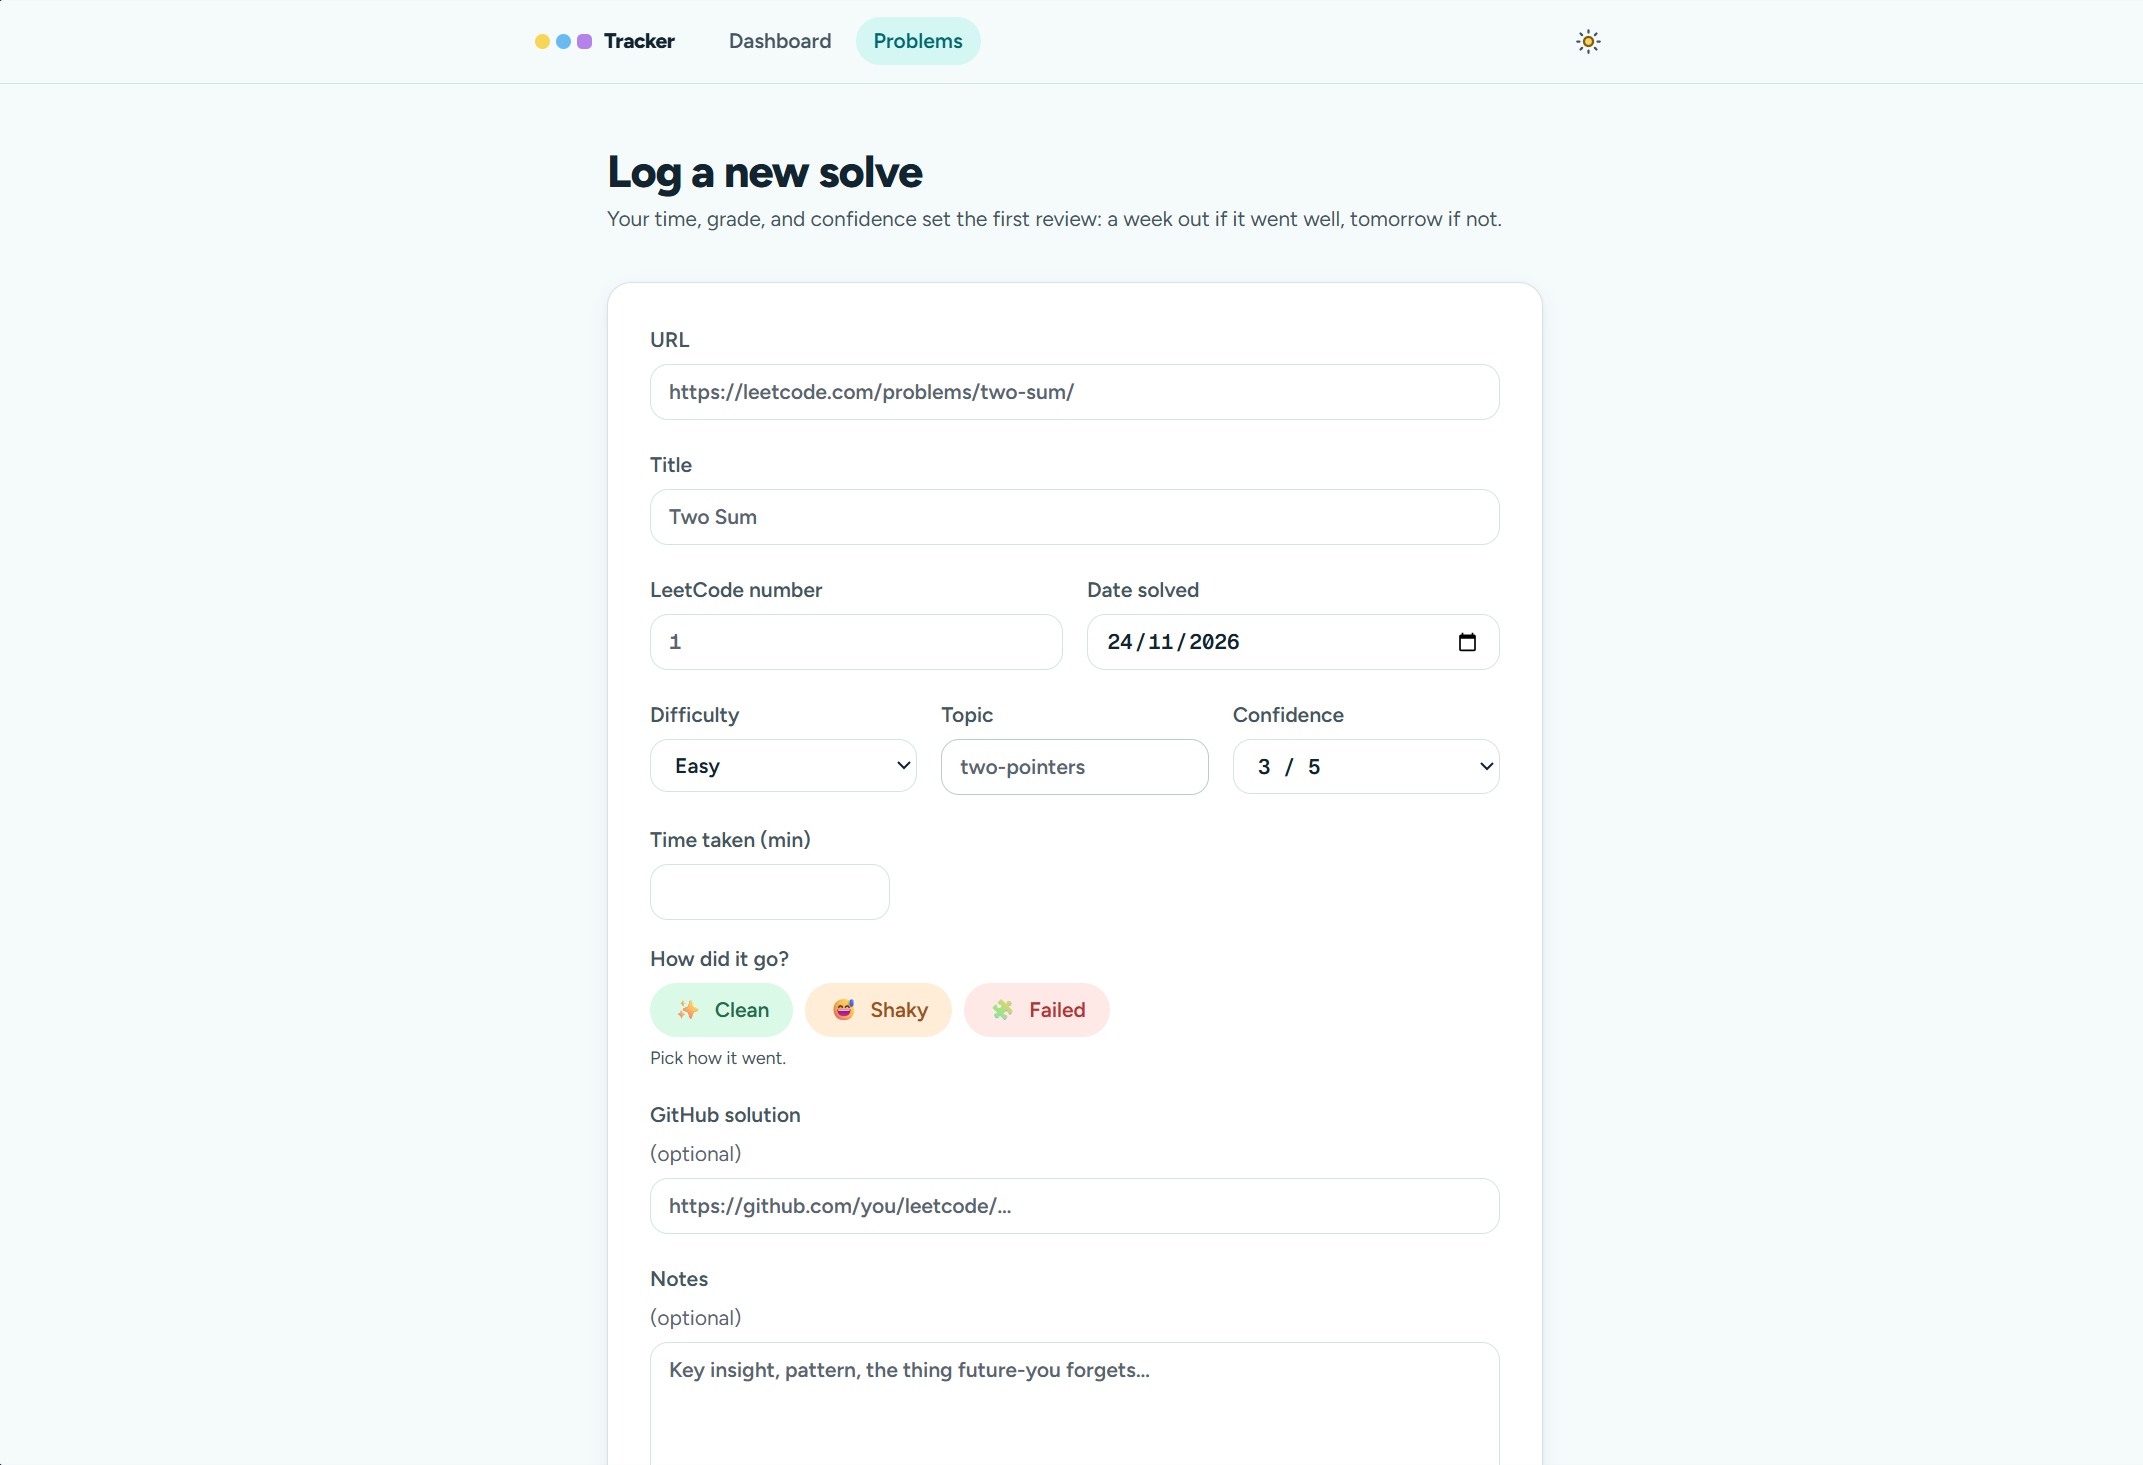 Tracker Dashboard Problems
Log a new solve
Your time, grade, and confidence set the first review: a week out if it went well, tomorrow if not.
URL
https://leetcode.com/problems/two-sum/
Title
Two Sum
LeetCode number Date solved
1 24/11/2026
Difficulty Topic Confidence
Easy two-pointers 3 / 5
Time taken (min)
How did it go?
Clean Shaky Failed
Pick how it went.
GitHub solution
(optional)
https://github.com/you/leetcode/...
Notes
(optional)
Key insight, pattern, the thing future-you forgets...